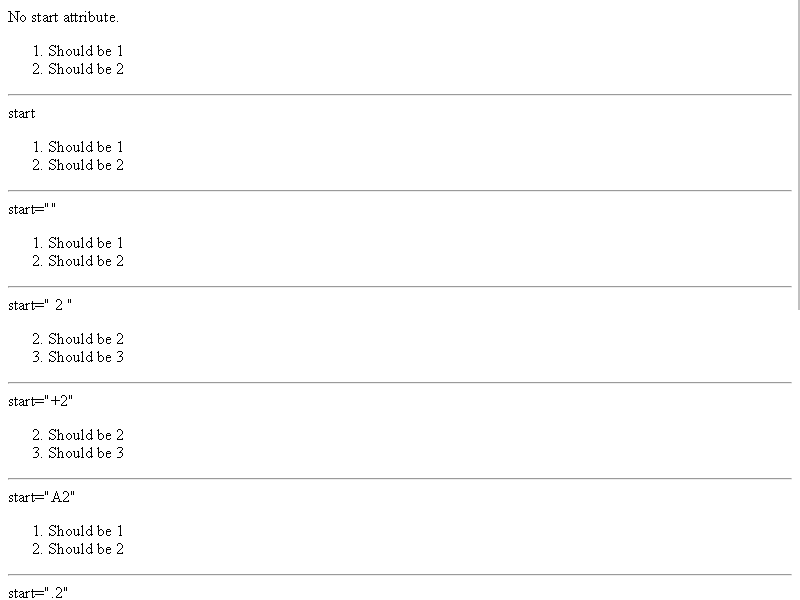 No start attribute.
1. Should be 1
2. Should be 2
start
1. Should be 1
2. Should be 2
start=""
1. Should be 1
2. Should be 2
start=" 2 "
2. Should be 2
3. Should be 3
start="+2"
2. Should be 2
3. Should be 3
start="A2"
1. Should be 1
2. Should be 2
start=".2"